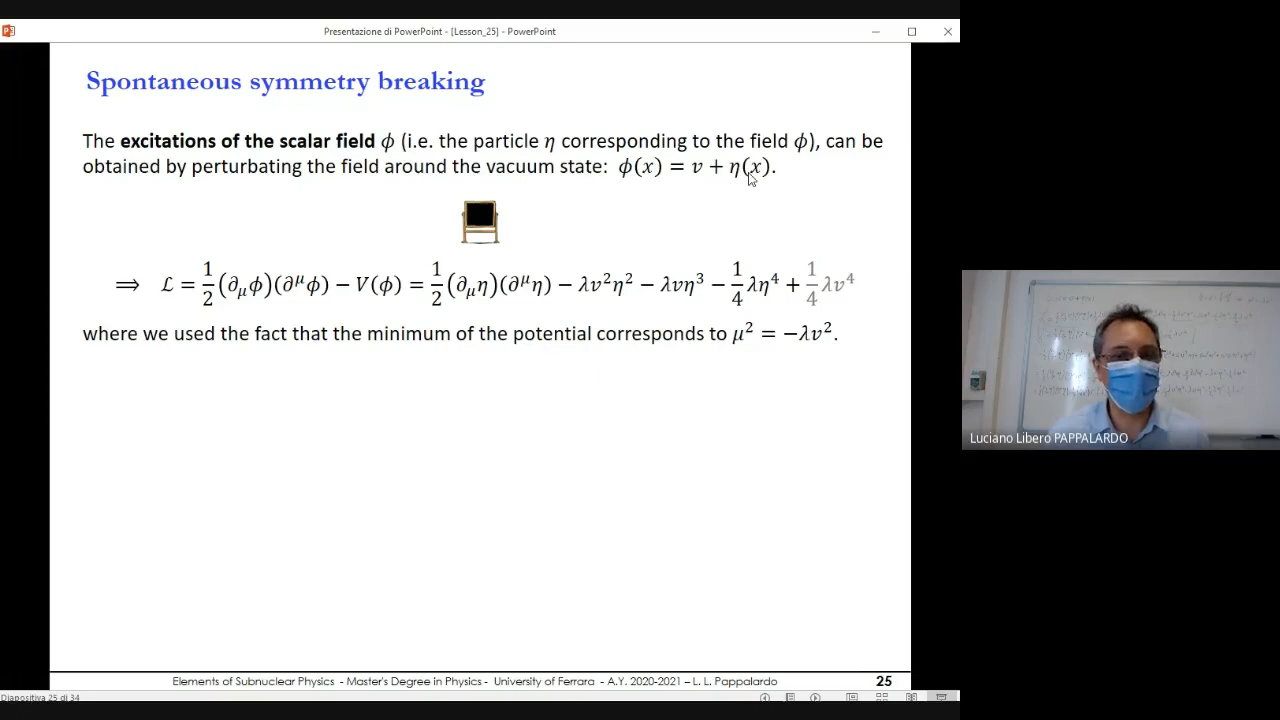 Presentazione di PowerPoint - [Lesson_25] - PowerPoint
Spontaneous symmetry breaking
The excitations of the scalar field 𝜙 (i.e. the particle 𝜂 corresponding to the field 𝜙), can be
obtained by perturbating the field around the vacuum state: 𝜙(𝑥) = 𝑣 + 𝜂(𝑥).
⟹ ℒ = 1/2 (∂_μ𝜙)(∂^μ𝜙) − 𝑉(𝜙) = 1/2 (∂_μ𝜂)(∂^μ𝜂) − 𝜆𝑣²𝜂² − 𝜆𝑣𝜂³ − 1/4 𝜆𝜂⁴ + 1/4 𝜆𝑣⁴
where we used the fact that the minimum of the potential corresponds to 𝜇² = −𝜆𝑣².
Luciano Libero PAPPALARDO
Elements of Subnuclear Physics - Master's Degree in Physics - University of Ferrara - A.Y. 2020-2021 – L. L. Pappalardo
25
Diapositiva 25 di 34